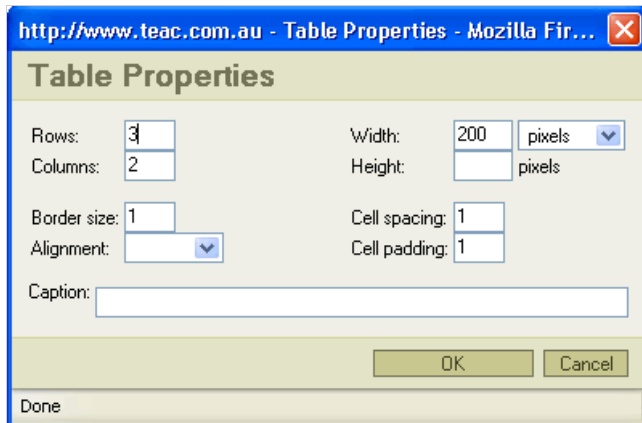 http://www.teac.com.au - Table Properties - Mozilla Fir...
Table Properties
Rows: 3 Width: 200 pixels
Columns: 2 Height: pixels
Border size: 1 Cell spacing: 1
Alignment: Cell padding: 1
Caption:
OK Cancel
Done